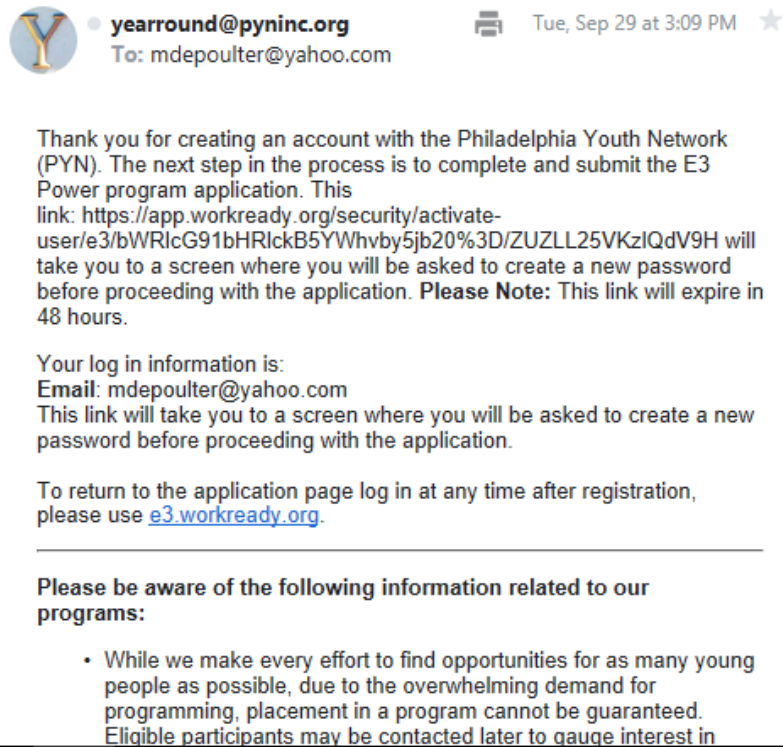 Y
yearround@pyninc.org
Tue, Sep 29 at 3:09 PM
To: mdepoulter@yahoo.com
Thank you for creating an account with the Philadelphia Youth Network
(PYN). The next step in the process is to complete and submit the E3
Power program application. This
link: https://app.workready.org/security/activate-
user/e3/bWRlcG91bHRlckB5YWhvby5jb20%3D/ZUZLL25VKzlQdV9H will
take you to a screen where you will be asked to create a new password
before proceeding with the application. Please Note: This link will expire in
48 hours.
Your log in information is:
Email: mdepoulter@yahoo.com
This link will take you to a screen where you will be asked to create a new
password before proceeding with the application.
To return to the application page log in at any time after registration,
please use e3.workready.org.
Please be aware of the following information related to our
programs:
• While we make every effort to find opportunities for as many young
people as possible, due to the overwhelming demand for
programming, placement in a program cannot be guaranteed.
Eligible participants may be contacted later to gauge interest in